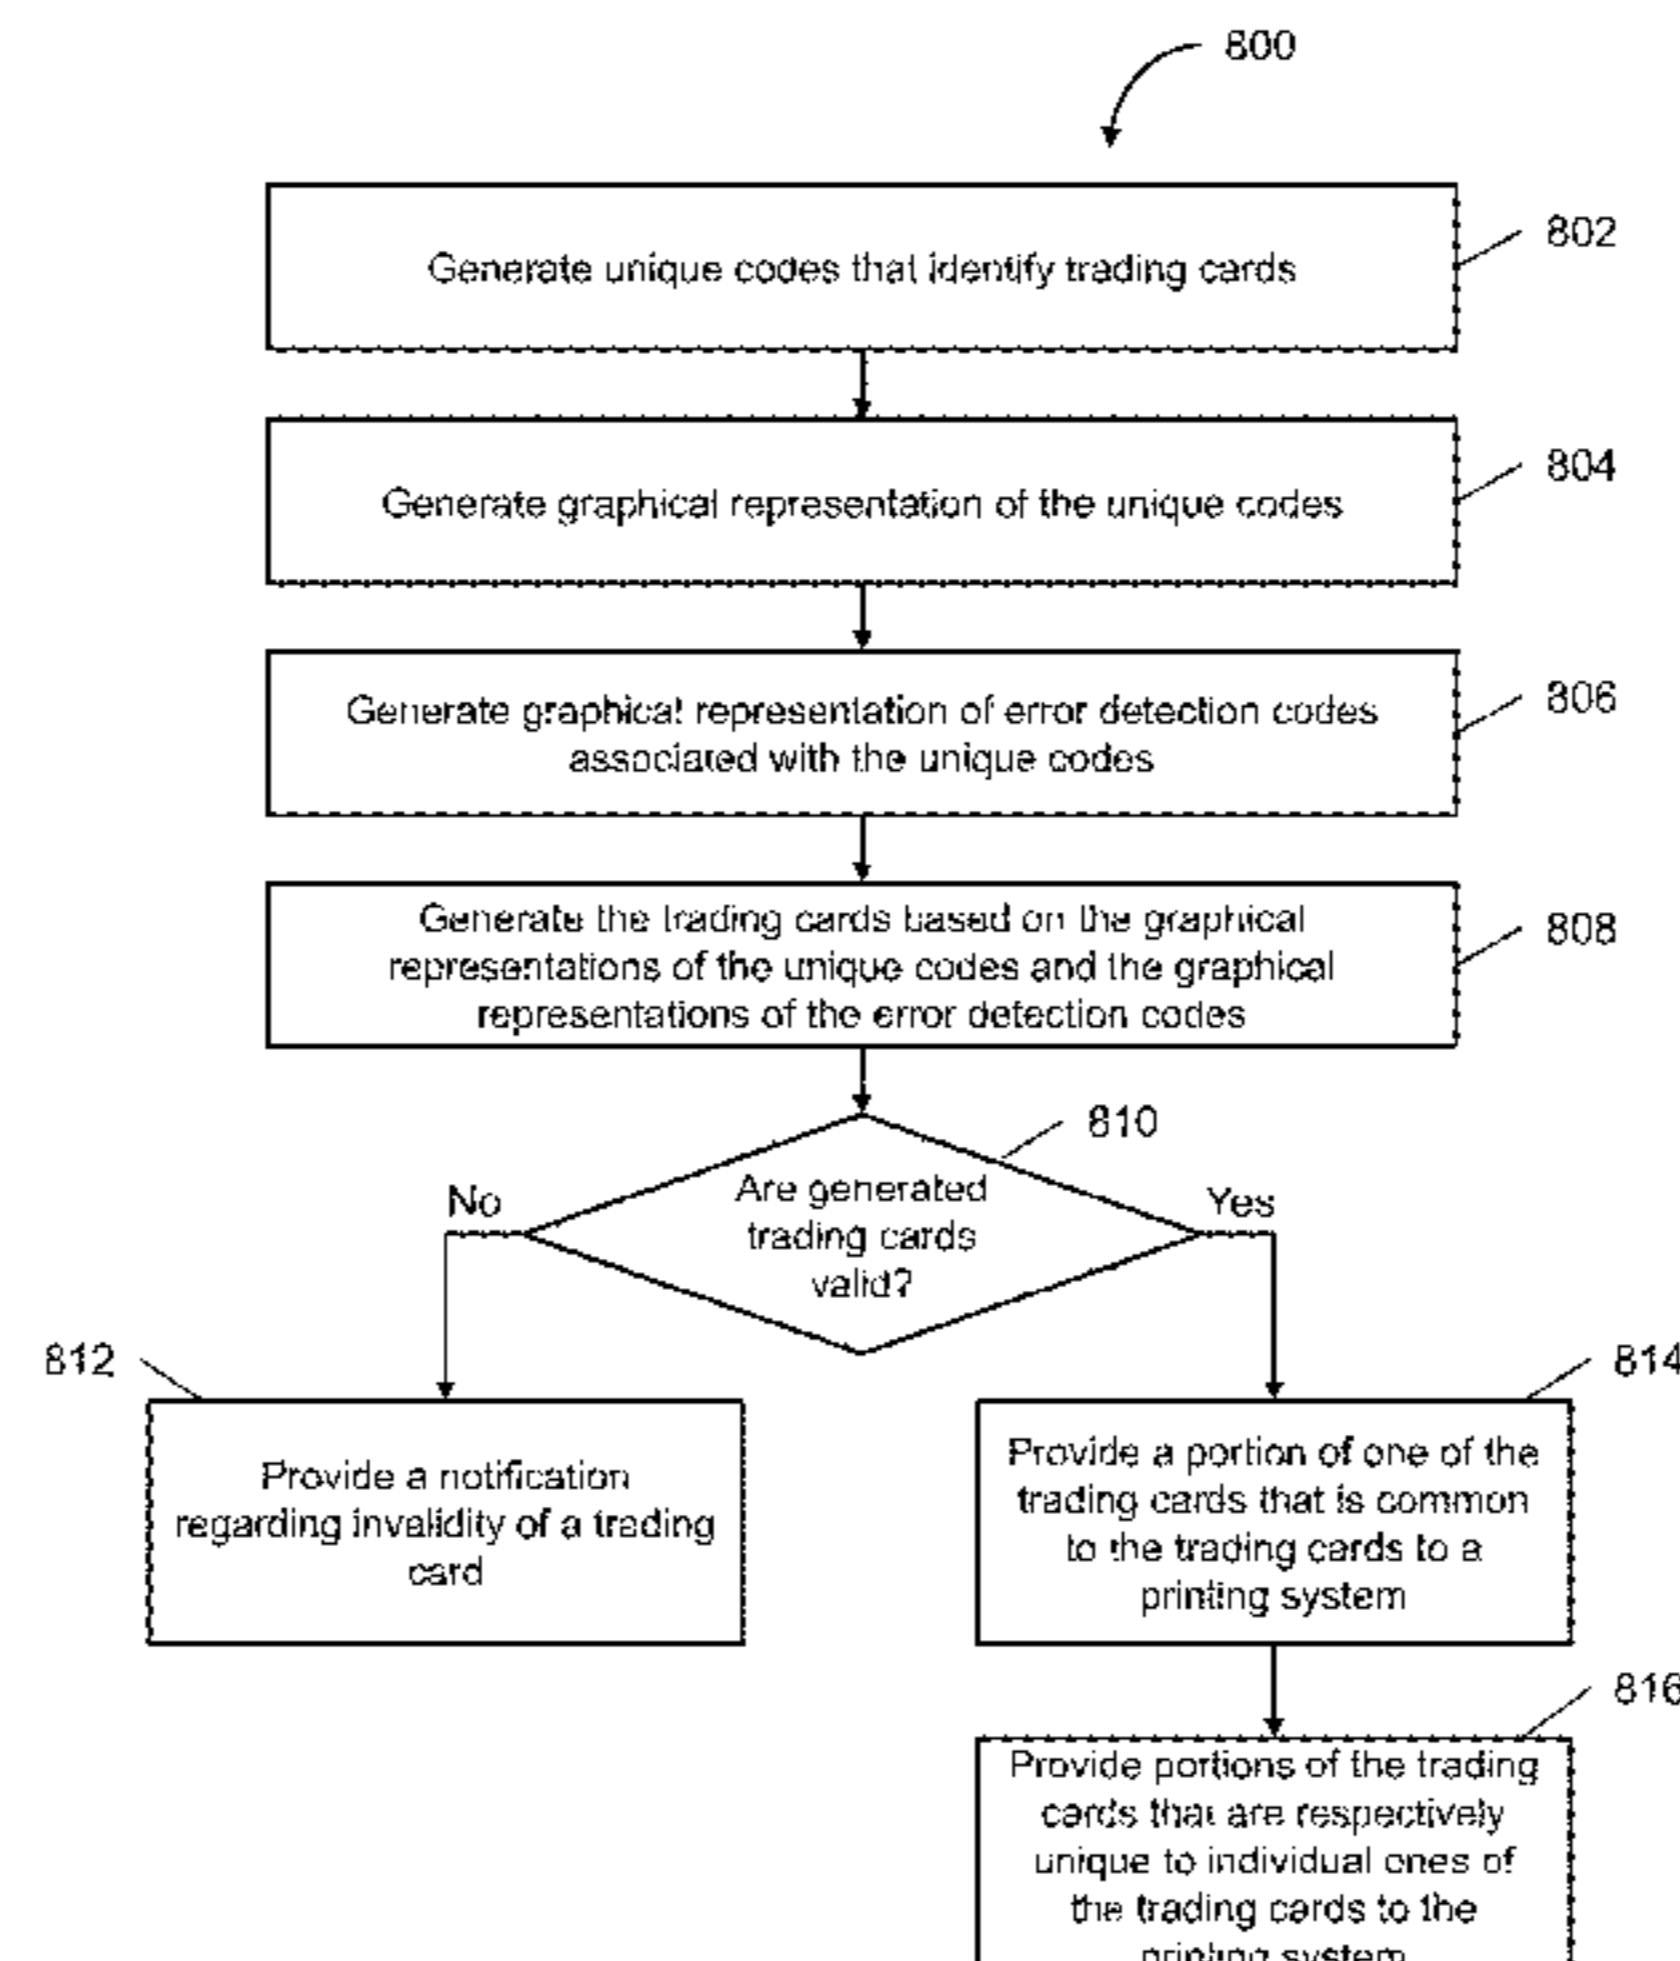 800
Generate unique codes that identify trading cards
802
Generate graphical representation of the unique codes
804
Generate graphical representation of error detection codes
associated with the unique codes
806
Generate the trading cards based on the graphical
representations of the unique codes and the graphical
representations of the error detection codes
808
810
Are generated
trading cards
valid?
No
Yes
812
Provide a notification
regarding invalidity of a trading
card
814
Provide a portion of one of the
trading cards that is common
to the trading cards to a
printing system
816
Provide portions of the trading
cards that are respectively
unique to individual ones of
the trading cards to the
printing system